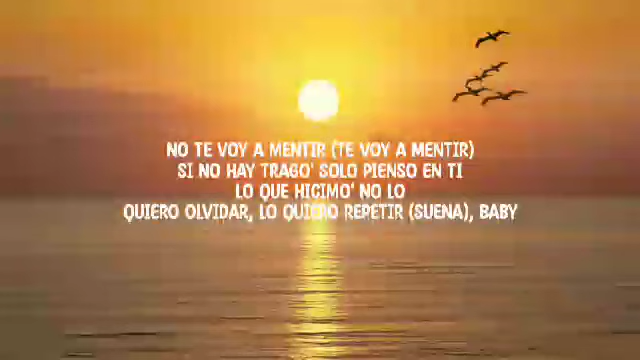 NO TE VOY A MENTIR (TE VOY A MENTIR)
SI NO HAY TRAGO' SOLO PIENSO EN TI
LO QUE HICIMO' NO LO
QUIERO OLVIDAR, LO QUIERO REPETIR (SUENA), BABY